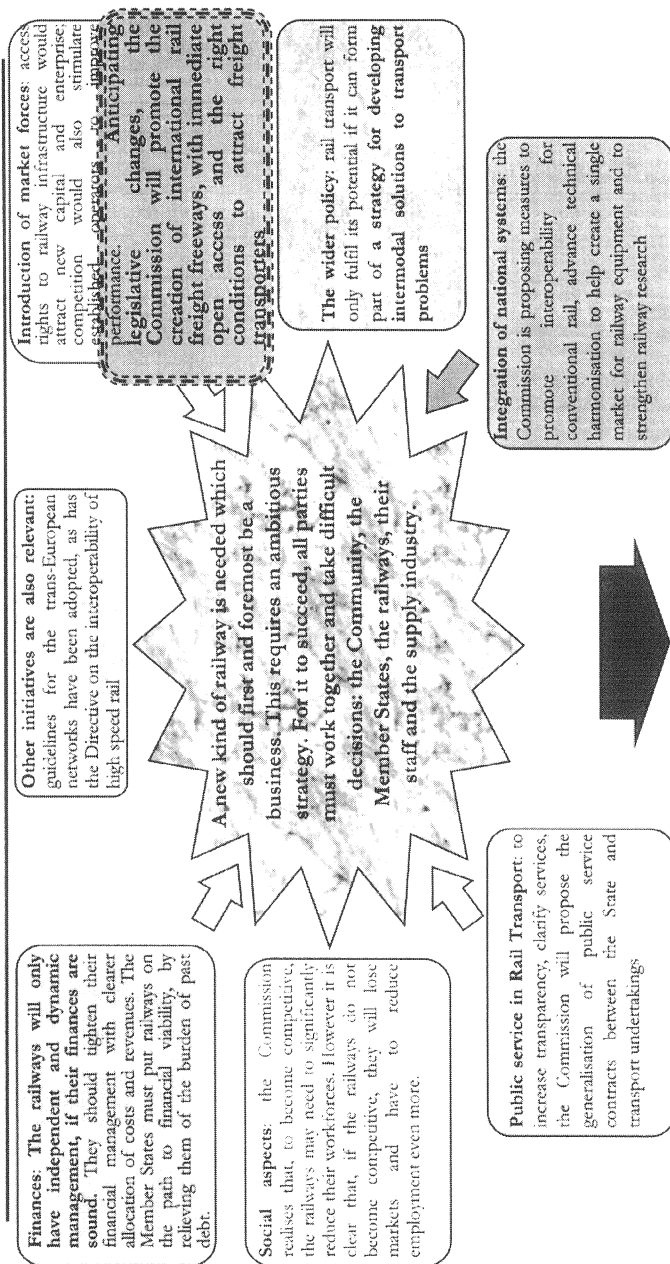 Finances: The railways will only
have independent and dynamic
management, if their finances are
sound. They should tighten their
financial management with clearer
allocation of costs and revenues. The
Member States must put railways on
the path to financial viability, by
relieving them of the burden of past
debt.
Other initiatives are also relevant:
guidelines for the trans-European
networks have been adopted, as has
the Directive on the interoperability of
high speed rail
Introduction of market forces: access
rights to railway infrastructure would
attract new capital and enterprise;
competition would also stimulate
established operators to improve
performance.
Anticipating
legislative changes, the
Commission will promote the
creation of international rail
freight freeways, with immediate
open access and the right
conditions to attract freight
transporters
Social aspects: the Commission
realises that, to become competitive,
the railways may need to significantly
reduce their workforces. However it is
clear that, if the railways do not
become competitive, they will lose
markets and have to reduce
employment even more.
A new kind of railway is needed which
should first and foremost be a
business. This requires an ambitious
strategy. For it to succeed, all parties
must work together and take difficult
decisions: the Community, the
Member States, the railways, their
staff and the supply industry.
The wider policy: rail transport will
only fulfil its potential if it can form
part of a strategy for developing
intermodal solutions to transport
problems
Public service in Rail Transport: to
increase transparency, clarify services,
the Commission will propose the
generalisation of public service
contracts between the State and
transport undertakings
Integration of national systems: the
Commission is proposing measures to
promote interoperability for
conventional rail, advance technical
harmonisation to help create a single
market for railway equipment and to
strengthen railway research